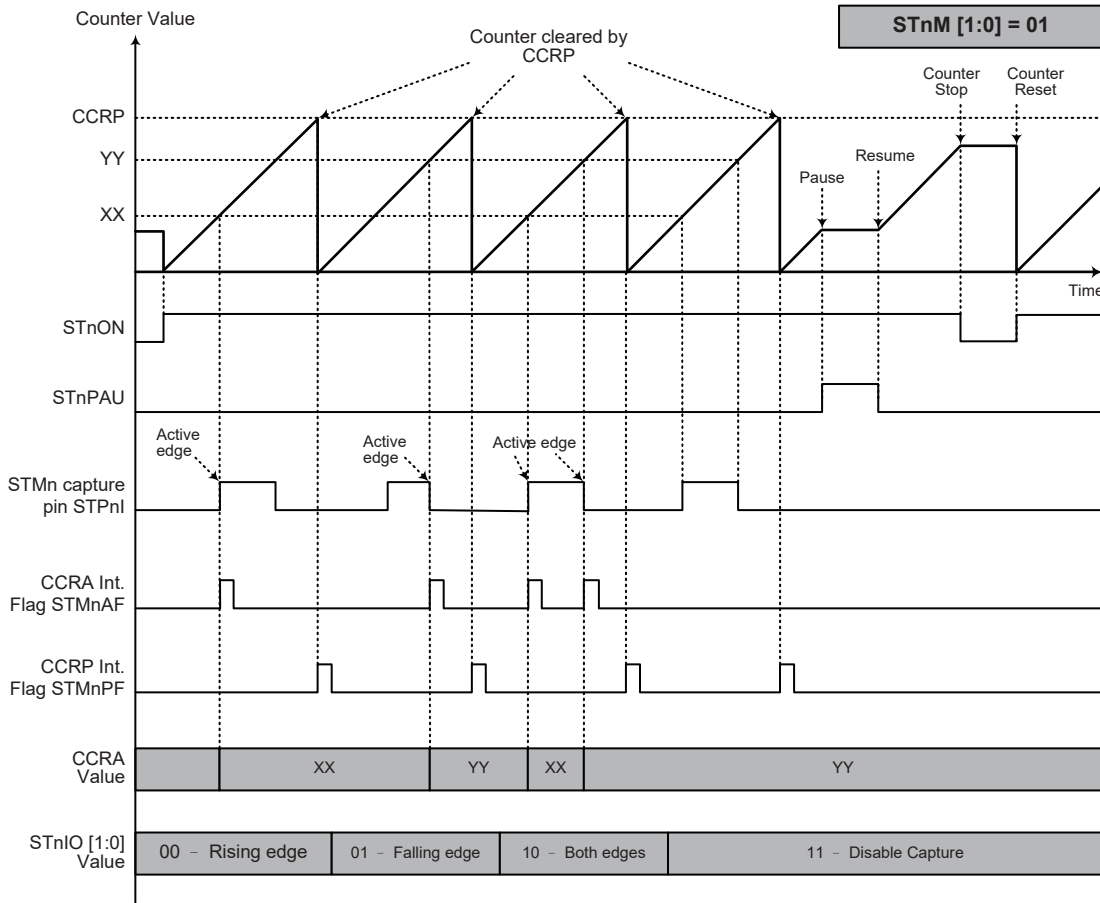 Counter Value
STnM [1:0] = 01
Counter cleared by
CCRP
Counter
Stop
Counter
Reset
CCRP
YY
Resume
Pause
XX
Time
STnON
STnPAU
Active
edge
Active
edge
Active edge
STMn capture
pin STPnI
CCRA Int.
Flag STMnAF
CCRP Int.
Flag STMnPF
CCRA
Value
XX
YY
XX
YY
STnIO [1:0]
Value
00 – Rising edge
01 – Falling edge
10 – Both edges
11 – Disable Capture